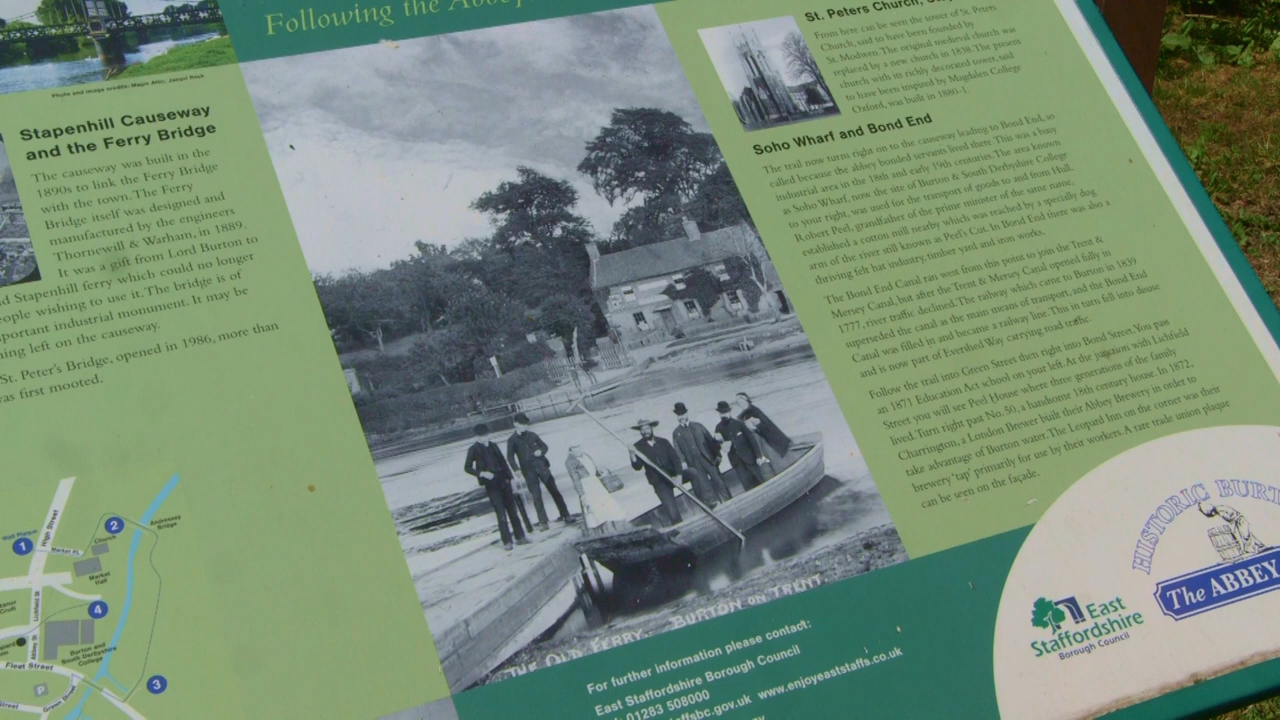 Following the Abbey
Photo and image credits: Magic Attic, Jacqui Rock
Stapenhill Causeway
and the Ferry Bridge
The causeway was built in the
1890s to link the Ferry Bridge
with the town. The Ferry
Bridge itself was designed and
manufactured by the engineers
Thornewill & Warham, in 1889.
It was a gift from Lord Burton to
d Stapenhill ferry which could no longer
eople wishing to use it. The bridge is of
portant industrial monument. It may be
ning left on the causeway.
St. Peter's Bridge, opened in 1986, more than
was first mooted.
St. Peters Church,
From here can be seen the tower of St. Peters
Church, said to have been founded by
St. Modwen. The original medieval church was
replaced by a new church in 1838. The present
church with its richly decorated tower, said
to have been inspired by Magdalen College
Oxford, was built in 1880-1.
Soho Wharf and Bond End
The trail now turns right on to the causeway leading to Bond End, so
called because the abbey bonded servants lived there. This was a busy
industrial area in the 18th and early 19th centuries. The area known
as Soho Wharf, now the site of Burton & South Derbyshire College
to your right, was used for the transport of goods to and from Hull.
Robert Peel, grandfather of the prime minister of the same name,
established a cotton mill nearby which was reached by a specially dug
arm of the river still known as Peel's Cut. In Bond End there was also a
thriving felt hat industry, timber yard and iron works.
The Bond End Canal ran west from this point to join the Trent &
Mersey Canal, but after the Trent & Mersey Canal opened fully in
1777, river traffic declined. The railway which came to Burton in 1839
superseded the canal as the main means of transport, and the Bond End
Canal was filled in and became a railway line. This in turn fell into disuse
and is now part of Evershed Way carrying road traffic.
Follow the trail into Green Street then right into Bond Street. You pass
an 1871 Education Act school on your left. At the junction with Lichfield
Street you will see Peel House where three generations of the family
lived. Turn right past No. 50, a handsome 18th century house. In 1872,
Charrington, a London Brewer built their Abbey Brewery in order to
take advantage of Burton water. The Leopard Inn on the corner was their
brewery 'tap' primarily for use by their workers. A rare trade union plaque
can be seen on the façade.
THE OLD FERRY. BURTON ON TRENT.
For further information please contact:
East Staffordshire Borough Council
: 01283 508000
affsbc.gov.uk www.enjoyeaststaffs.co.uk
HISTORIC BURT
The ABBEY
East
Staffordshire
Borough Council
1
2
3
4
High Street
Market Pl.
Church
Market
Hall
Andressey
Bridge
Lichfield St
Abbey St
Burton and
South Derbyshire
College
Fleet Street
Green Street
P